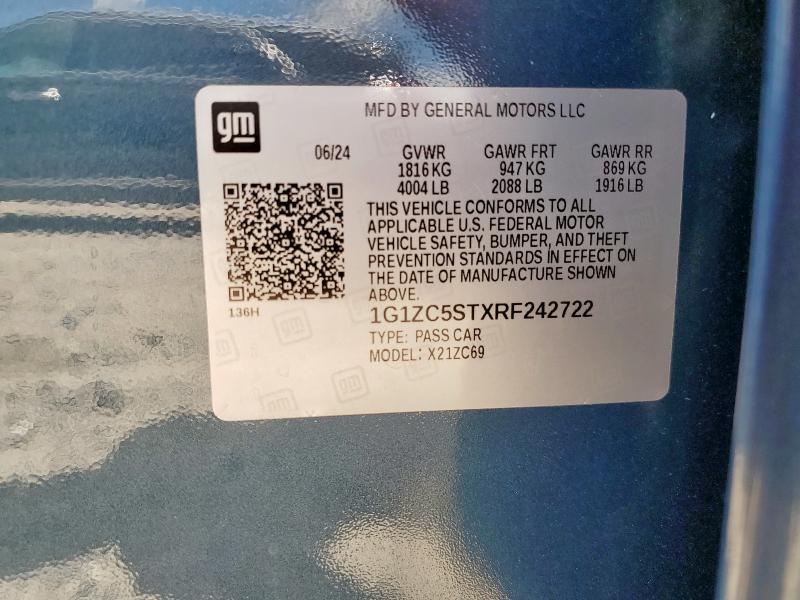 gm
MFD BY GENERAL MOTORS LLC
06/24 GVWR GAWR FRT GAWR RR
1816 KG 947 KG 869 KG
4004 LB 2088 LB 1916 LB
THIS VEHICLE CONFORMS TO ALL
APPLICABLE U.S. FEDERAL MOTOR
VEHICLE SAFETY, BUMPER, AND THEFT
PREVENTION STANDARDS IN EFFECT ON
THE DATE OF MANUFACTURE SHOWN
ABOVE.
136H
1G1ZC5STXRF242722
TYPE: PASS CAR
MODEL: X21ZC69